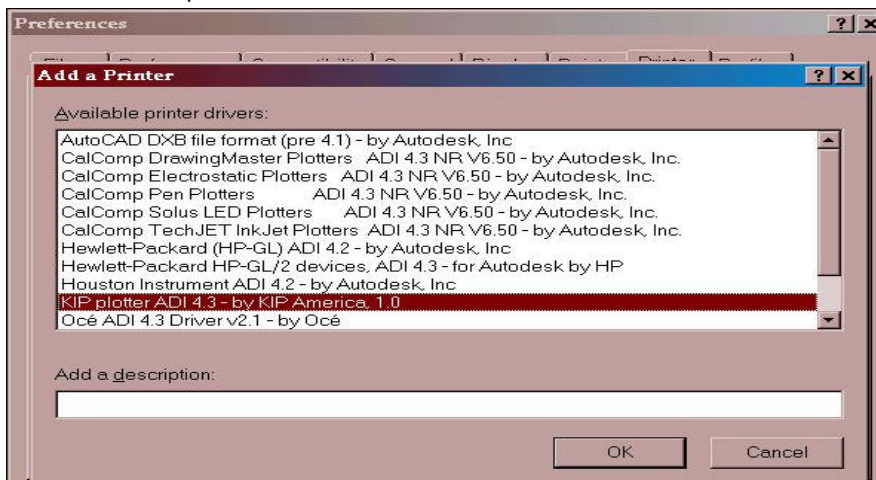 Preferences
Printer
Add a Printer
Available printer drivers:
AutoCAD DXB file format (pre 4.1) - by Autodesk, Inc
CalComp DrawingMaster Plotters ADI 4.3 NR V6.50 - by Autodesk, Inc.
CalComp Electrostatic Plotters ADI 4.3 NR V6.50 - by Autodesk, Inc.
CalComp Pen Plotters ADI 4.3 NR V6.50 - by Autodesk, Inc.
CalComp Solus LED Plotters ADI 4.3 NR V6.50 - by Autodesk, Inc.
CalComp TechJET InkJet Plotters ADI 4.3 NR V6.50 - by Autodesk, Inc.
Hewlett-Packard (HP-GL) ADI 4.2 - by Autodesk, Inc
Hewlett-Packard HP-GL/2 devices, ADI 4.3 - for Autodesk by HP
Houston Instrument ADI 4.2 - by Autodesk, Inc
KIP plotter ADI 4.3 - by KIP America, 1.0
Océ ADI 4.3 Driver v2.1 - by Océ
Add a description:
OK Cancel